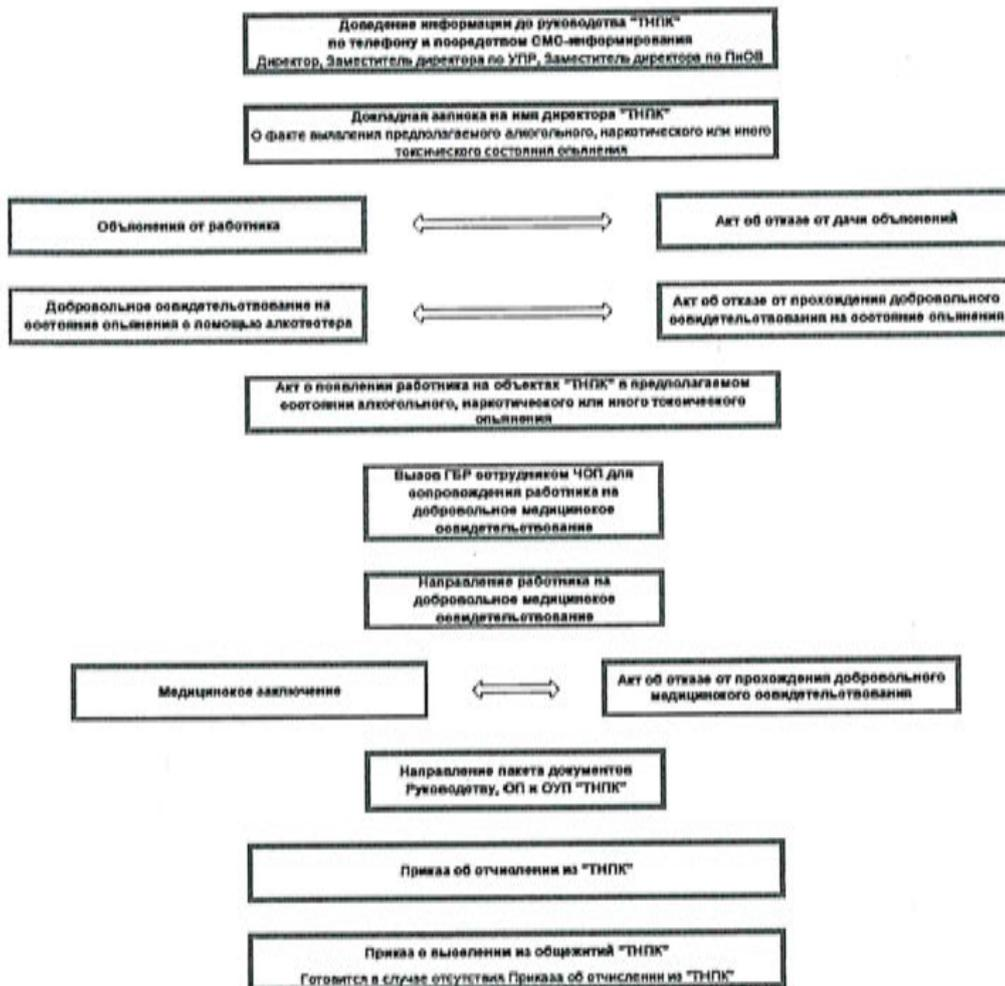 Доведение информации до руководства "ТНПК"
по телефону и посредством СМС-информирования
Директор, Заместитель директора по УПР, Заместитель директора по ПиОВ
Докладная записка на имя директора "ТНПК"
О факте выявления предполагаемого алкогольного, наркотического или иного
токсического состояния опьянения
Объяснения от работника
Акт об отказе от дачи объяснений
Добровольное освидетельствование на
состояние опьянения с помощью алкотестера
Акт об отказе от прохождения добровольного
освидетельствования на состояние опьянения
Акт о появлении работника на объектах "ТНПК" в предполагаемом
состоянии алкогольного, наркотического или иного токсического
опьянения
Вызов ГБР сотрудником ЧОП для
сопровождения работника на
добровольное медицинское
освидетельствование
Направление работника на
добровольное медицинское
освидетельствование
Медицинское заключение
Акт об отказе от прохождения добровольного
медицинского освидетельствования
Направление пакета документов
Руководству, ОП и ОУП "ТНПК"
Приказ об отчислении из "ТНПК"
Приказ о выселении из общежитий "ТНПК"
Готовится в случае отсутствия Приказа об отчислении из "ТНПК"